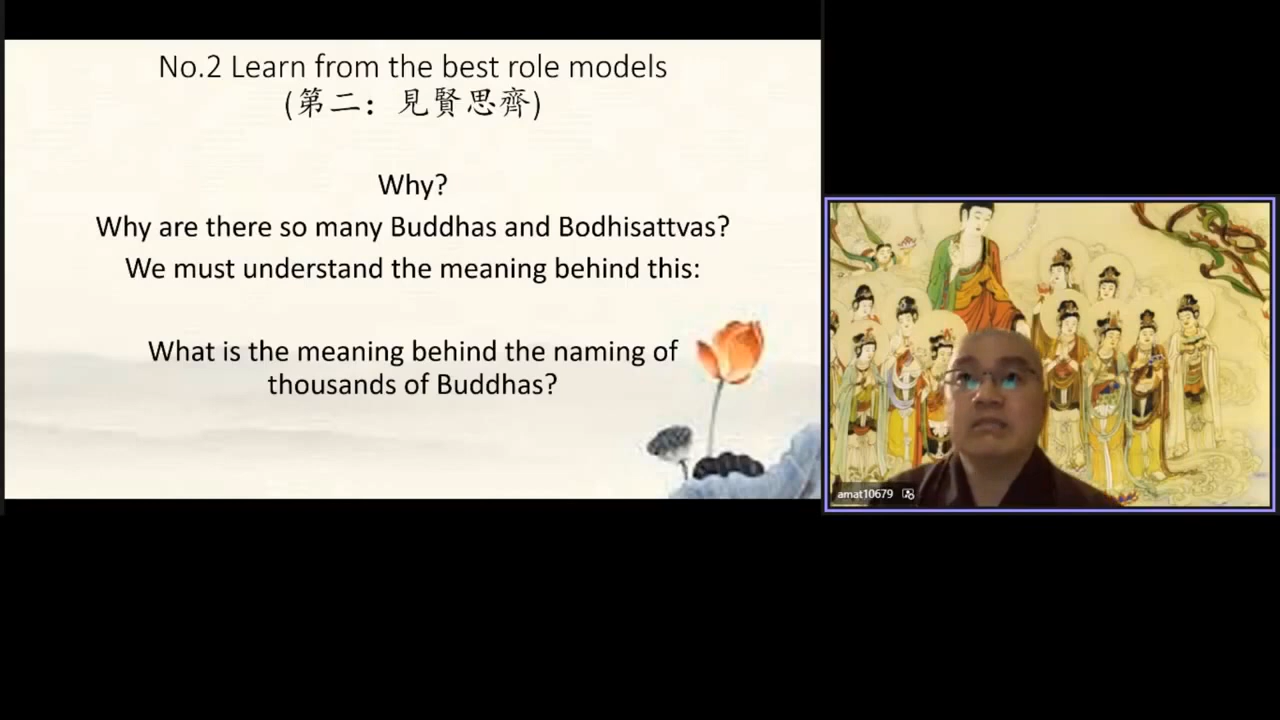 No.2 Learn from the best role models
(第二：見賢思齊)
Why?
Why are there so many Buddhas and Bodhisattvas?
We must understand the meaning behind this:
What is the meaning behind the naming of
thousands of Buddhas?
amat10679